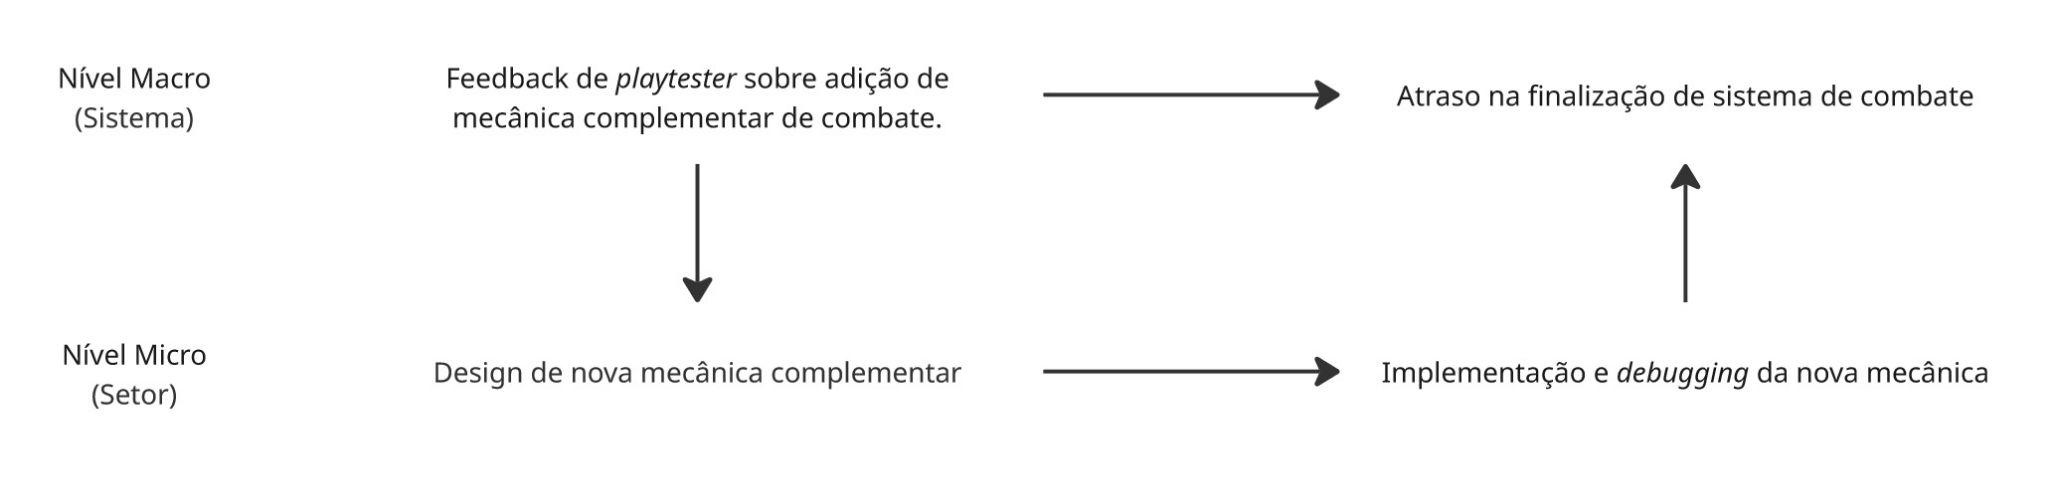 Nível Macro
(Sistema)
Feedback de playtester sobre adição de
mecânica complementar de combate.
Atraso na finalização de sistema de combate
Nível Micro
(Setor)
Design de nova mecânica complementar
Implementação e debugging da nova mecânica